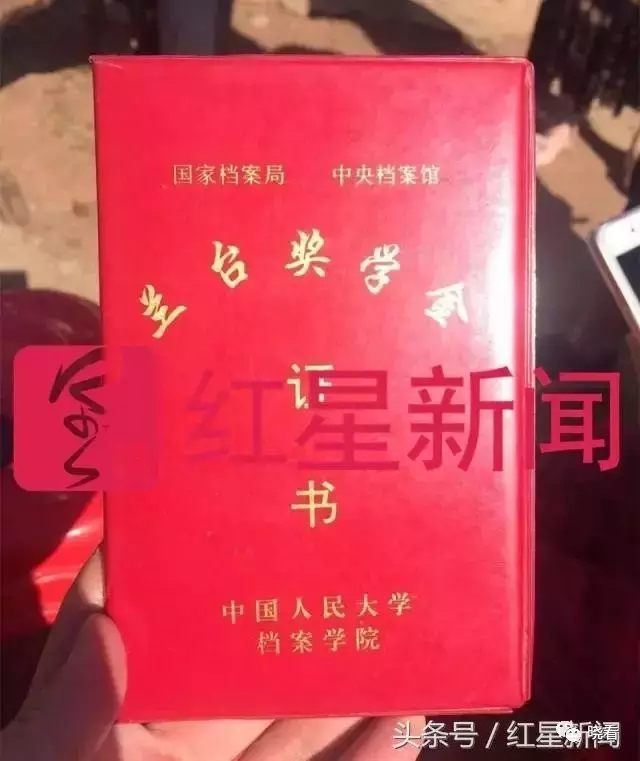 国家档案局 中央档案馆
兰台奖学金
证
书
红星新闻
中国人民大学
档案学院
头条号/红星新闻
晓看